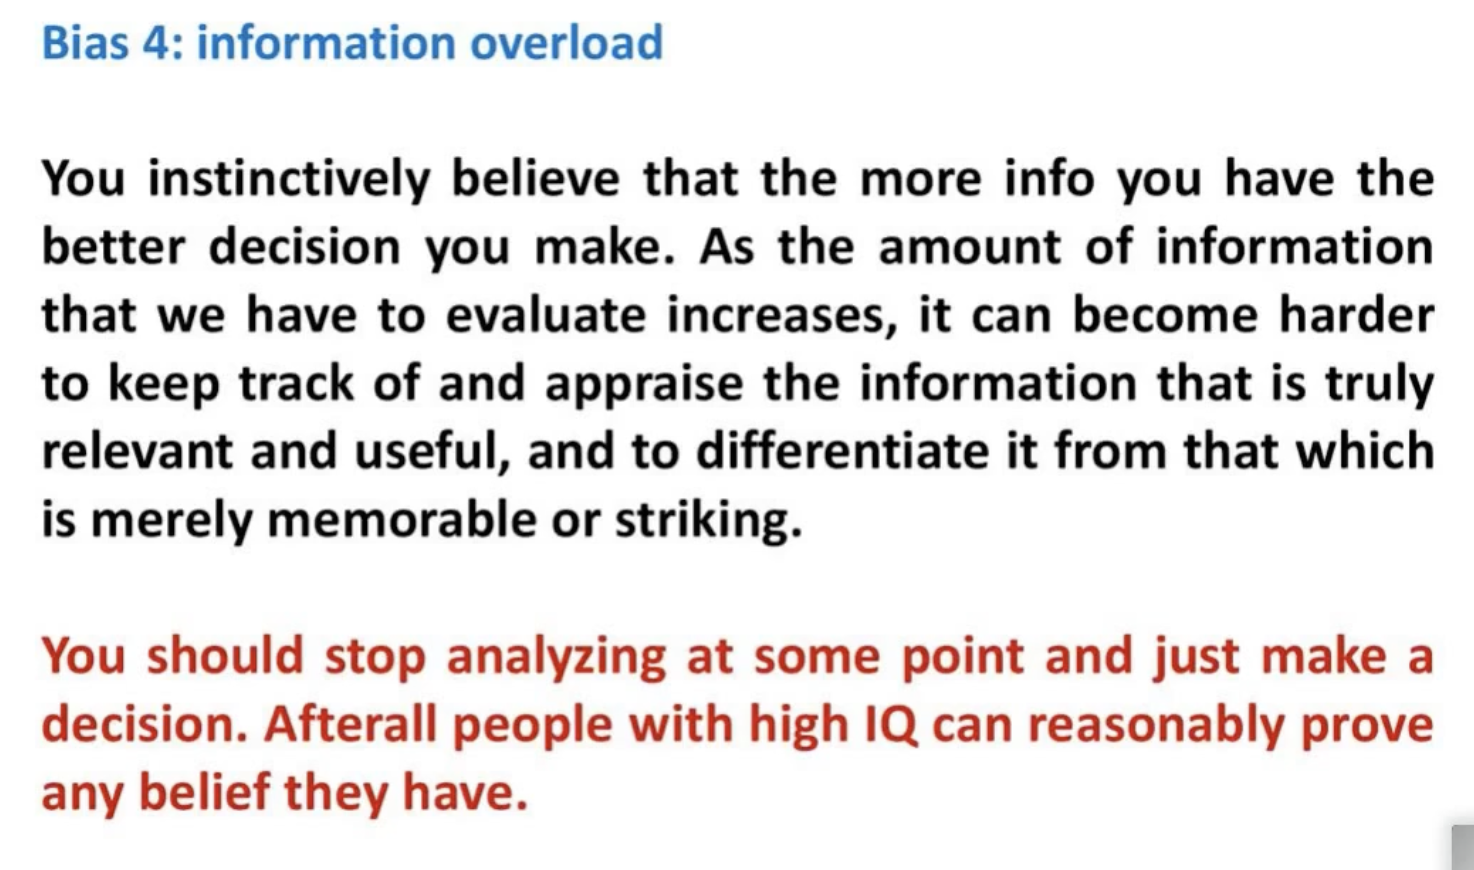 Bias 4: information overload
You instinctively believe that the more info you have the
better decision you make. As the amount of information
that we have to evaluate increases, it can become harder
to keep track of and appraise the information that is truly
relevant and useful, and to differentiate it from that which
is merely memorable or striking.
You should stop analyzing at some point and just make a
decision. Afterall people with high IQ can reasonably prove
any belief they have.